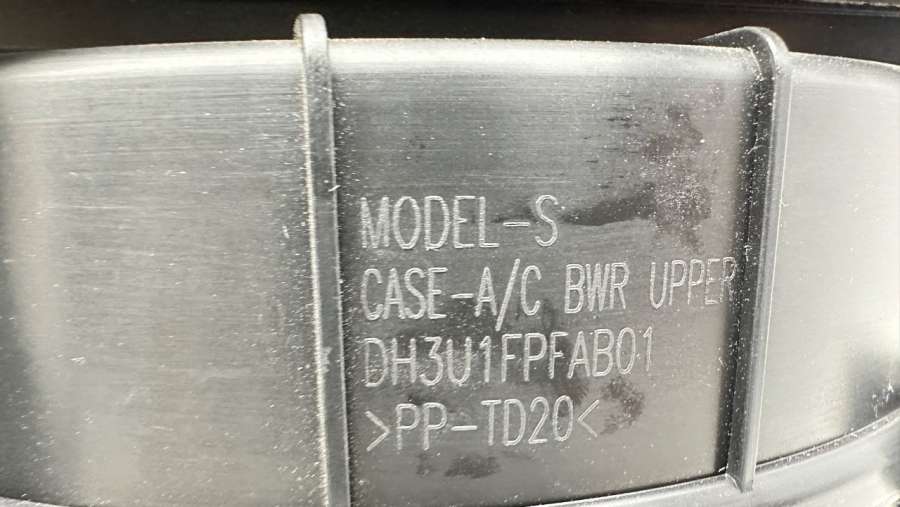 MODEL-S
CASE-A/C BWR UPPER
DH3U1FPFAB01
>PP-TD20<